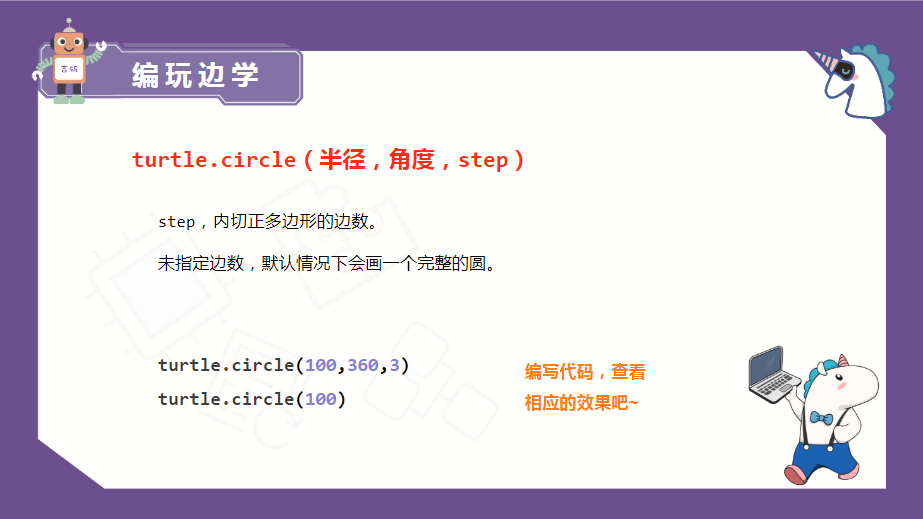 编玩边学
turtle.circle（半径，角度，step）
step，内切正多边形的边数。
未指定边数，默认情况下会画一个完整的圆。
turtle.circle(100,360,3)
turtle.circle(100)
编写代码，查看
相应的效果吧~